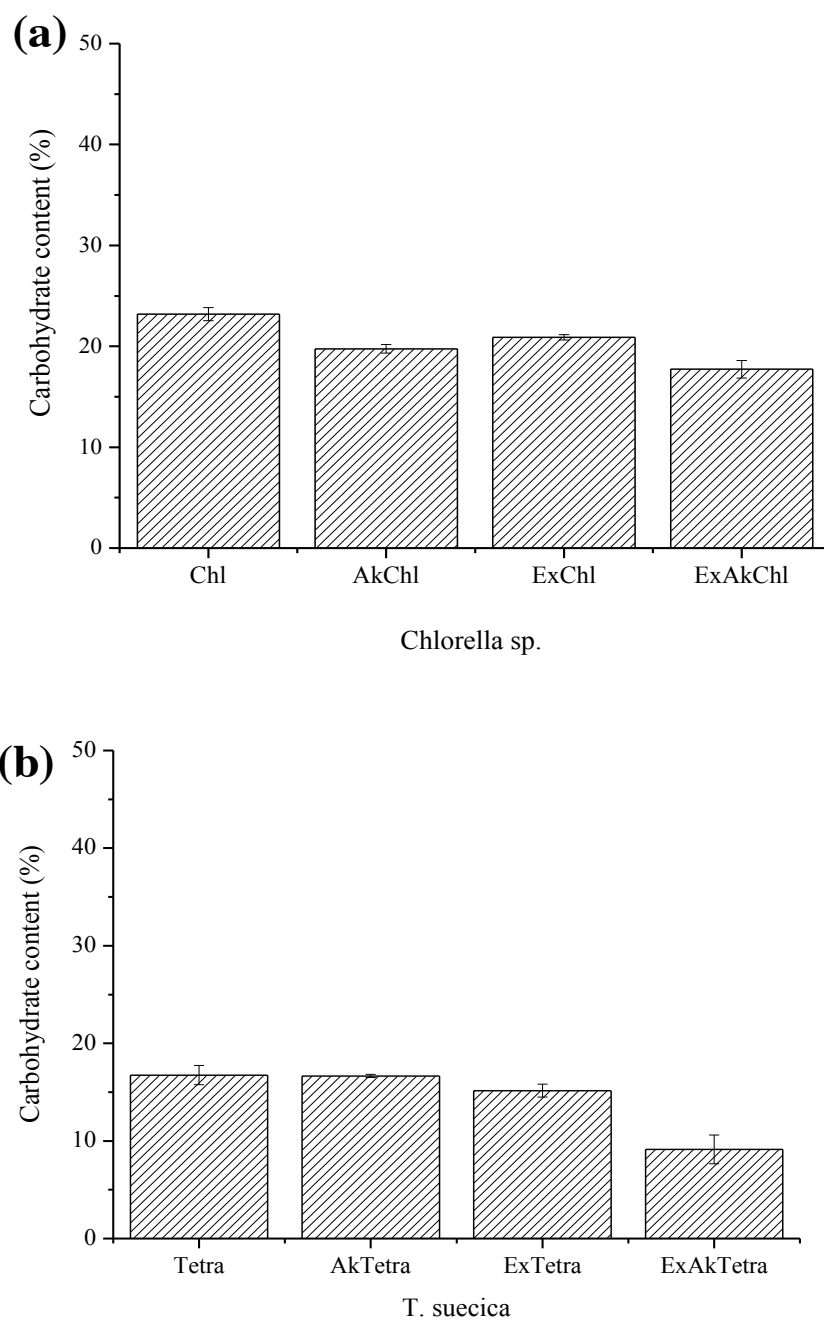 (a)
50
40
30
20
10
0
Carbohydrate content (%)
Chl AkChl ExChl ExAkChl
Chlorella sp.
(b)
50
40
30
20
10
0
Carbohydrate content (%)
Tetra AkTetra ExTetra ExAkTetra
T. suecica